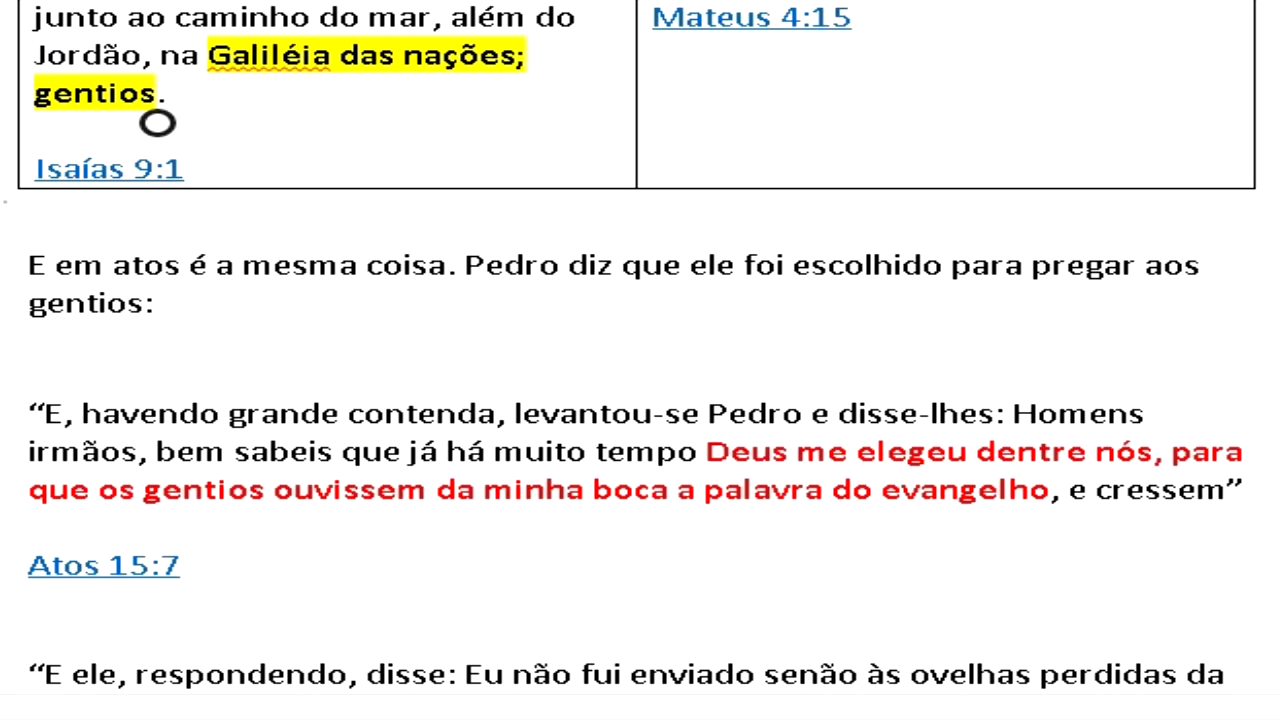 junto ao caminho do mar, além do
Jordão, na Galiléia das nações;
gentios.
Isaías 9:1
Mateus 4:15
E em atos é a mesma coisa. Pedro diz que ele foi escolhido para pregar aos
gentios:
“E, havendo grande contenda, levantou-se Pedro e disse-lhes: Homens
irmãos, bem sabeis que já há muito tempo Deus me elegeu dentre nós, para
que os gentios ouvissem da minha boca a palavra do evangelho, e cressem”
Atos 15:7
“E ele, respondendo, disse: Eu não fui enviado senão às ovelhas perdidas da